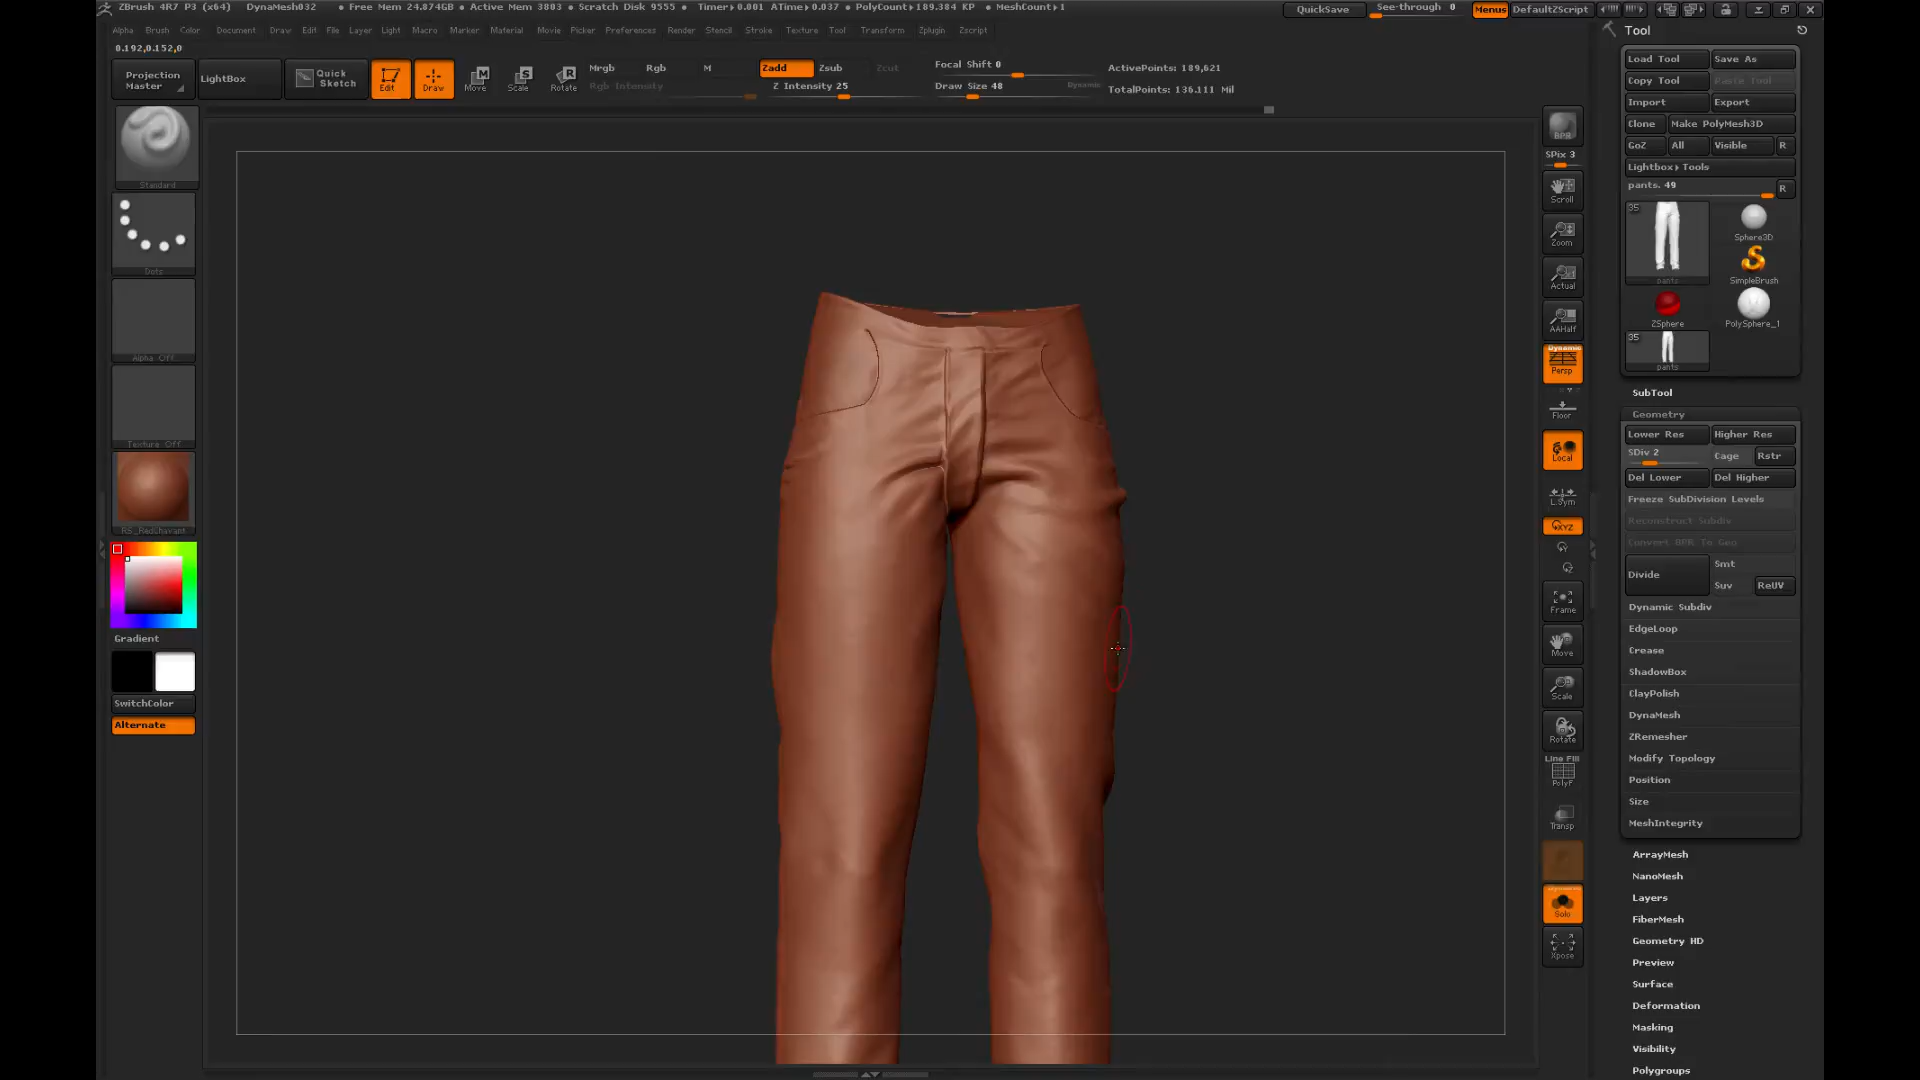 ZBrush 4R7 P3 (x64) DynaMesh032 • Free Mem 24.874GB • Active Mem 3803 • Scratch Disk 9555 • Timer▸0.001 ATime▸0.037 • PolyCount▸189.384 KP • MeshCount▸1
QuickSave See-through 0 Menus DefaultZScript
Alpha Brush Color Document Draw Edit File Layer Light Macro Marker Material Movie Picker Preferences Render Stencil Stroke Texture Tool Transform Zplugin Zscript
0.192,0.152,0
Projection Master
LightBox
Quick Sketch
Edit
Draw
Move
Scale
Rotate
Mrgb Rgb M
Rgb Intensity
Zadd Zsub Zcut
Z Intensity 25
Focal Shift 0
Draw Size 48 Dynamic
ActivePoints: 189,621
TotalPoints: 136.111 Mil
Standard
Dots
Alpha Off
Texture Off
RS_RedShavant
Gradient
SwitchColor
Alternate
BPR
SPix 3
Scroll
Zoom
Actual
AAHalf
Dynamic
Persp
Floor
Local
L.Sym
XYZ
Frame
Move
Scale
Rotate
Line Fill
PolyF
Transp
Solo
Xpose
Tool
Load Tool Save As
Copy Tool Paste Tool
Import Export
Clone Make PolyMesh3D
GoZ All Visible R
Lightbox▸Tools
pants. 49 R
35
pants
Sphere3D
SimpleBrush
ZSphere
PolySphere_1
35
pants
SubTool
Geometry
Lower Res Higher Res
SDiv 2 Cage Rstr
Del Lower Del Higher
Freeze SubDivision Levels
Reconstruct Subdiv
Convert BPR To Geo
Divide
Smt
Suv ReUV
Dynamic Subdiv
EdgeLoop
Crease
ShadowBox
ClayPolish
DynaMesh
ZRemesher
Modify Topology
Position
Size
MeshIntegrity
ArrayMesh
NanoMesh
Layers
FiberMesh
Geometry HD
Preview
Surface
Deformation
Masking
Visibility
Polygroups